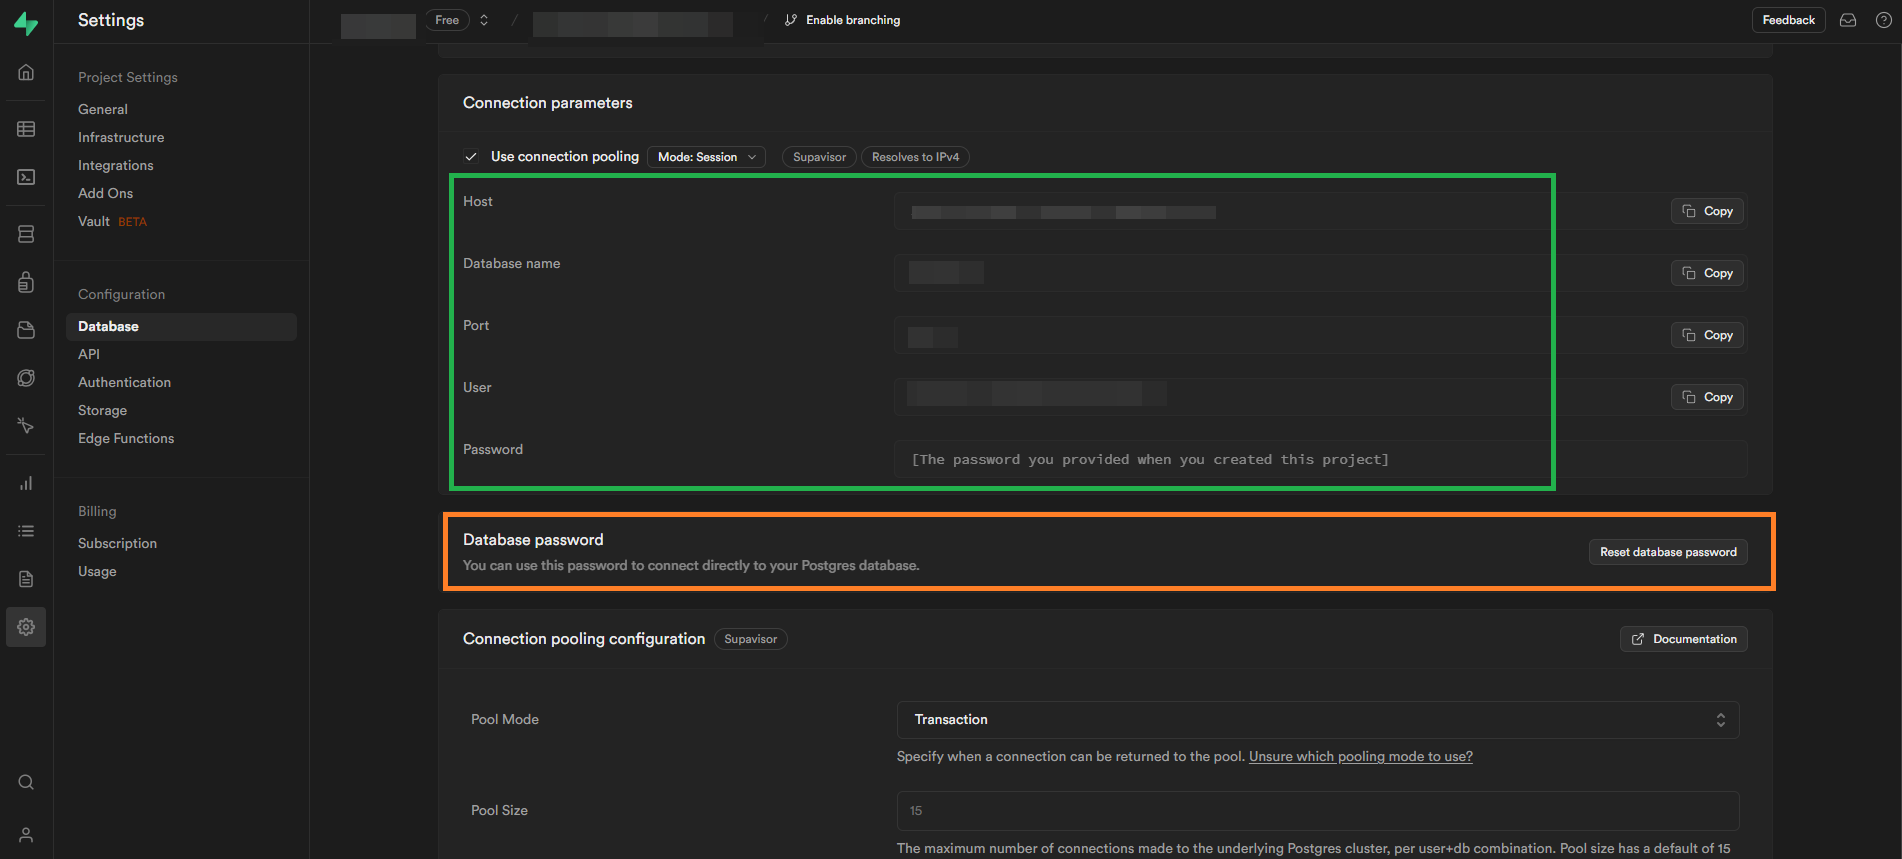 Settings
Free
/
/
Enable branching
Feedback
Project Settings
General
Infrastructure
Integrations
Add Ons
Vault BETA
Configuration
Database
API
Authentication
Storage
Edge Functions
Billing
Subscription
Usage
Connection parameters
Use connection pooling Mode: Session Supavisor Resolves to IPv4
Host Copy
Database name Copy
Port Copy
User Copy
Password [The password you provided when you created this project]
Database password
You can use this password to connect directly to your Postgres database.
Reset database password
Connection pooling configuration Supavisor Documentation
Pool Mode Transaction
Specify when a connection can be returned to the pool. Unsure which pooling mode to use?
Pool Size 15
The maximum number of connections made to the underlying Postgres cluster, per user+db combination. Pool size has a default of 15